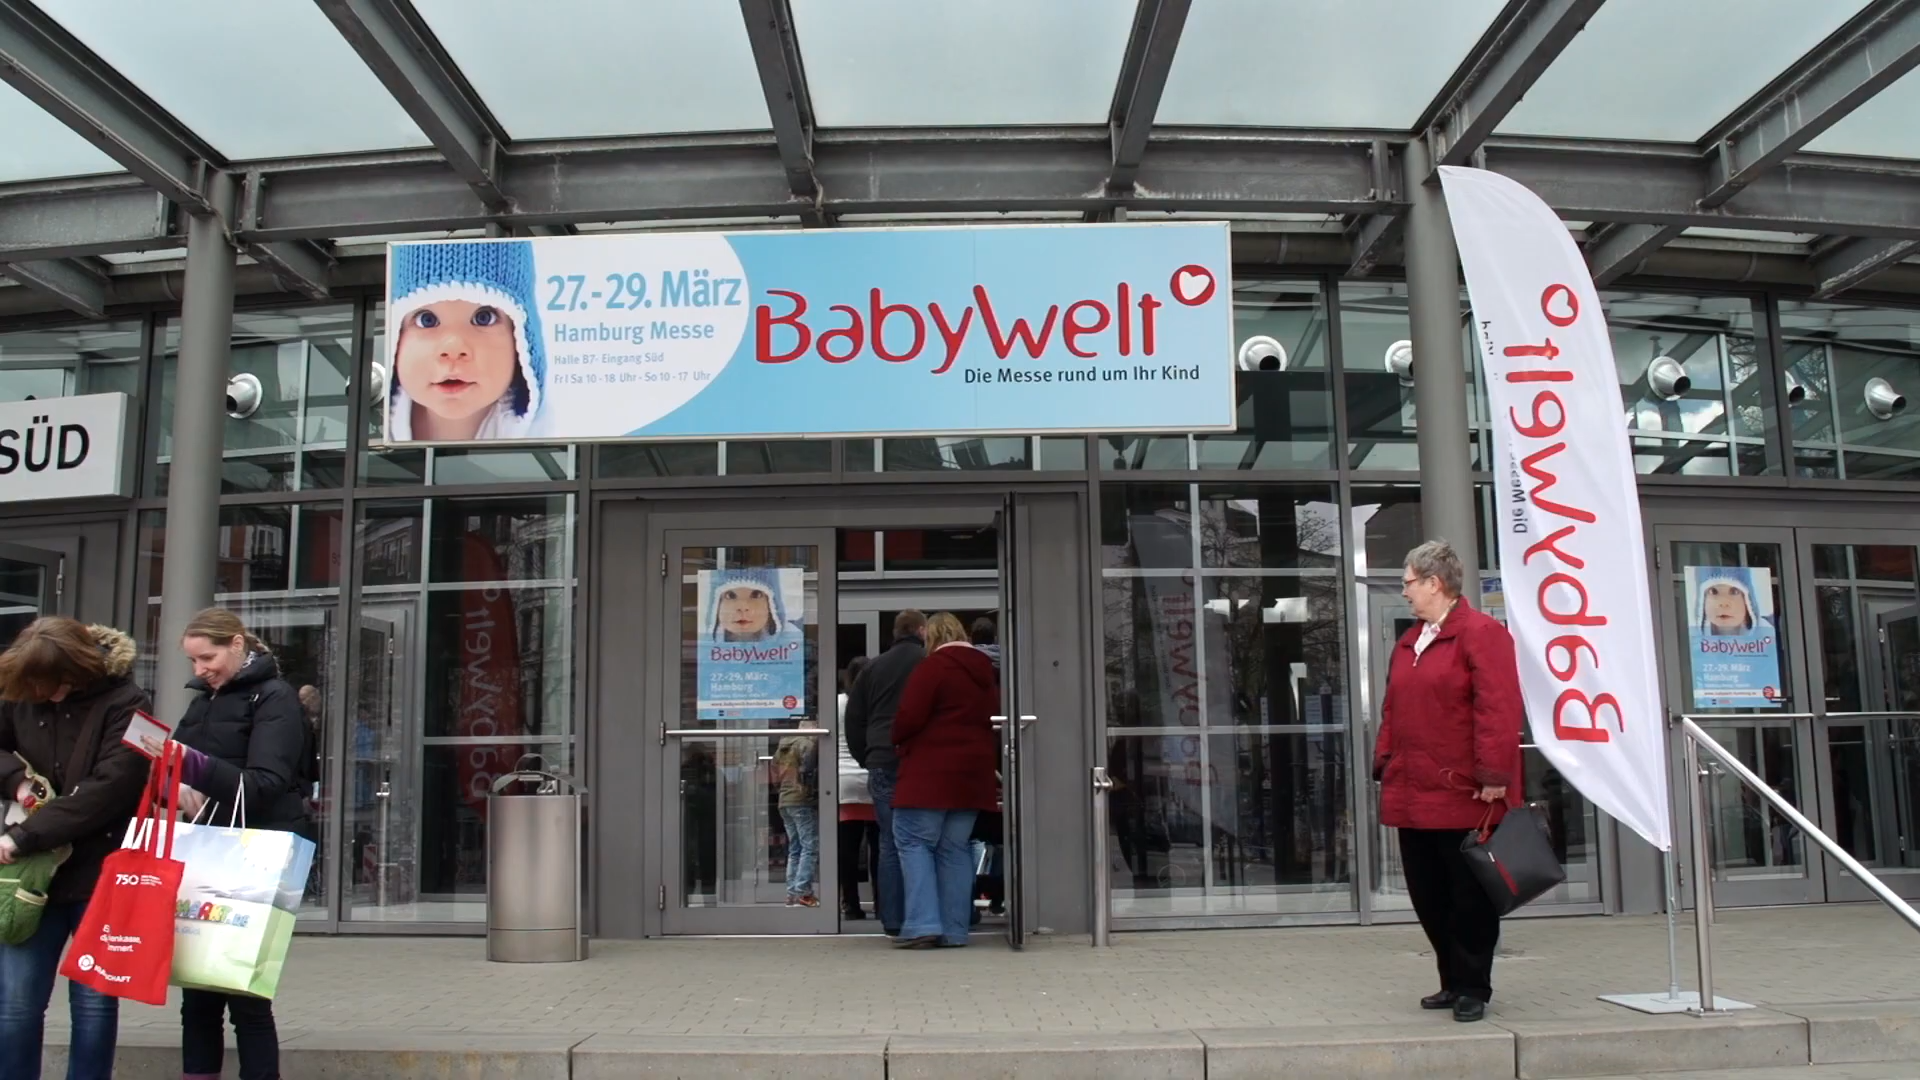 27.-29. März
Hamburg Messe
Halle B7- Eingang Süd
Fr I Sa 10-18 Uhr - So 10-17 Uhr
BabyWelt
Die Messe rund um Ihr Kind
SÜD
BabyWelt
Die Messe
BabyWelt
27.-29. März
Hamburg
BabyWelt
27.-29. März
Hamburg
750
MARKT.DE